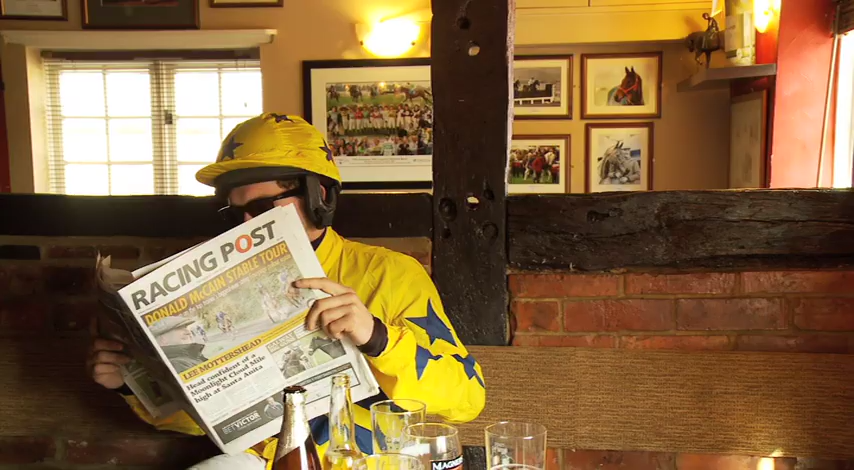 RACING POST
DONALD McCAIN STABLE TOUR
LEE MOTTERSHEAD
Head confident of a
Moonlight Cloud Mile
high at Santa Anita
BETVICTOR
MAGNERS